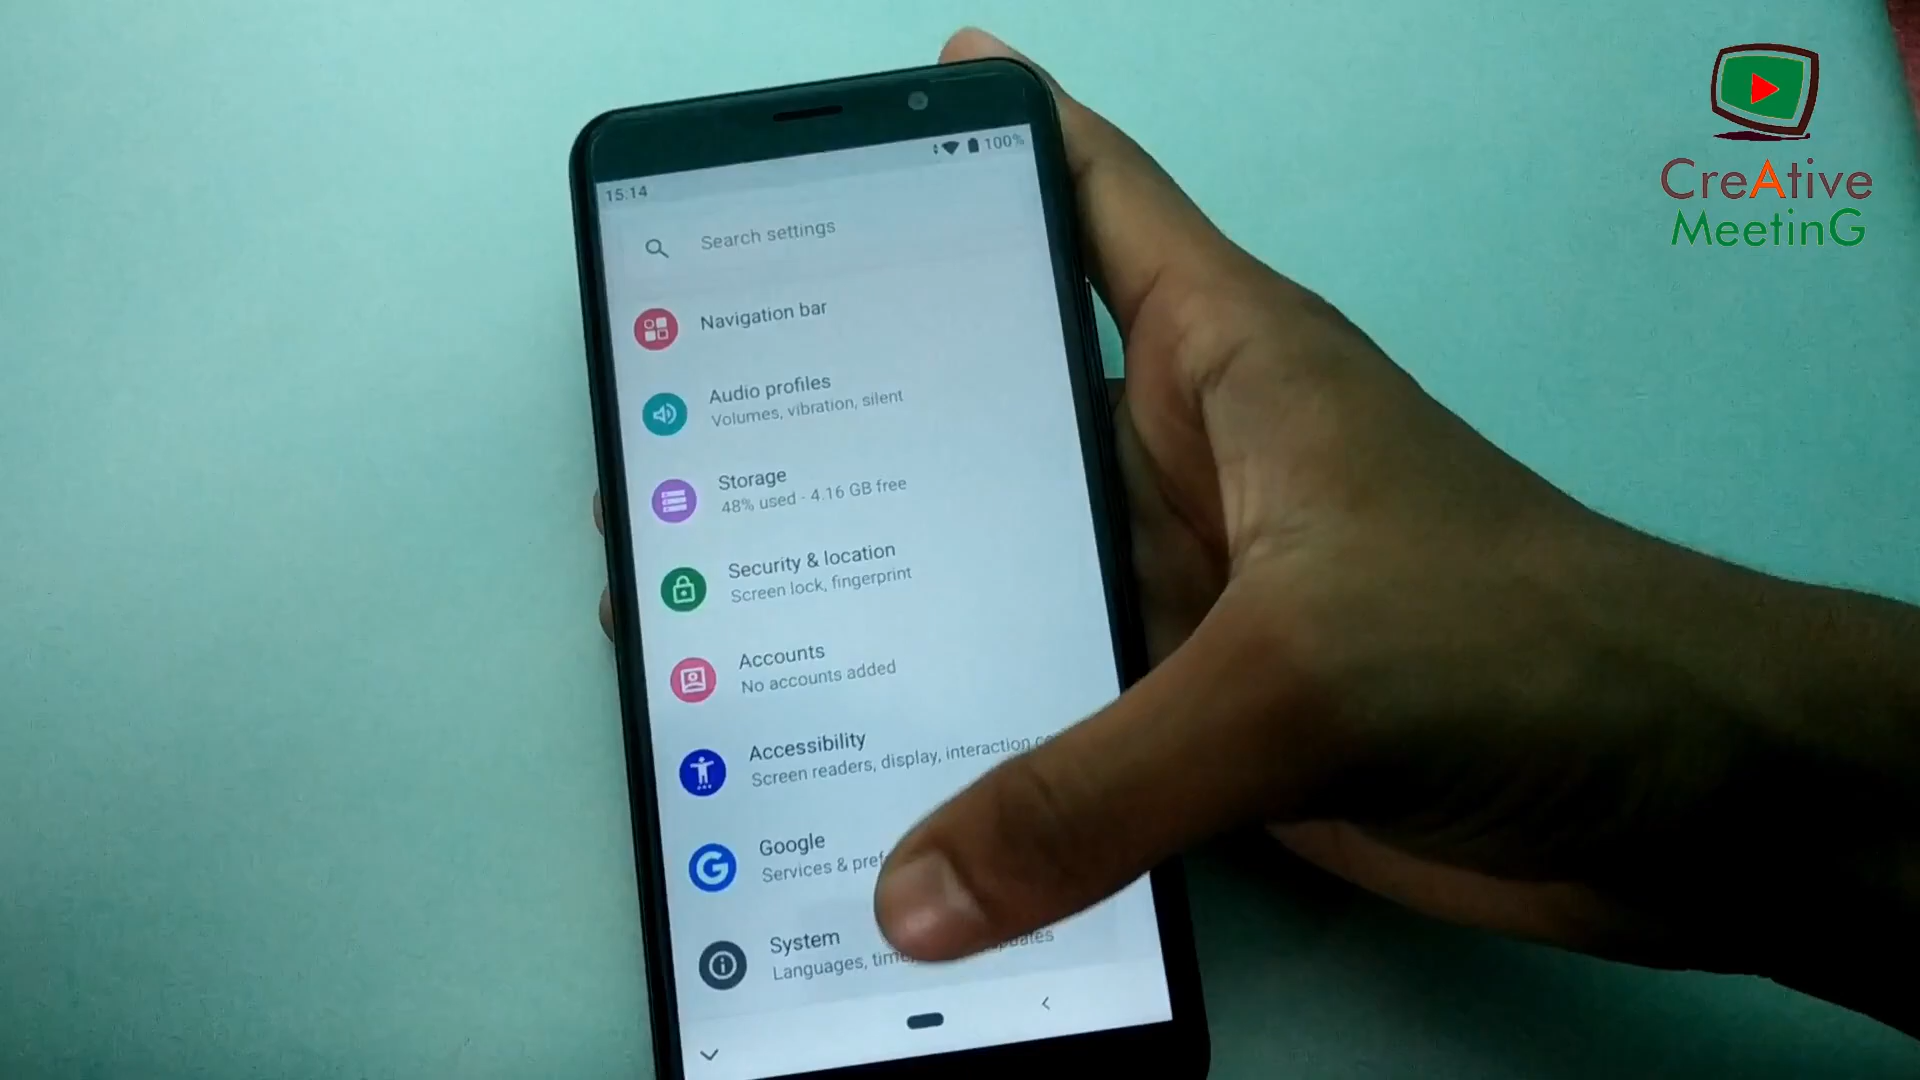 CreAtive
MeetinG
15:14
100%
Search settings
Navigation bar
Audio profiles
Volumes, vibration, silent
Storage
48% used - 4.16 GB free
Security & location
Screen lock, fingerprint
Accounts
No accounts added
Accessibility
Screen readers, display, interaction
Google
Services &
System
Languages,